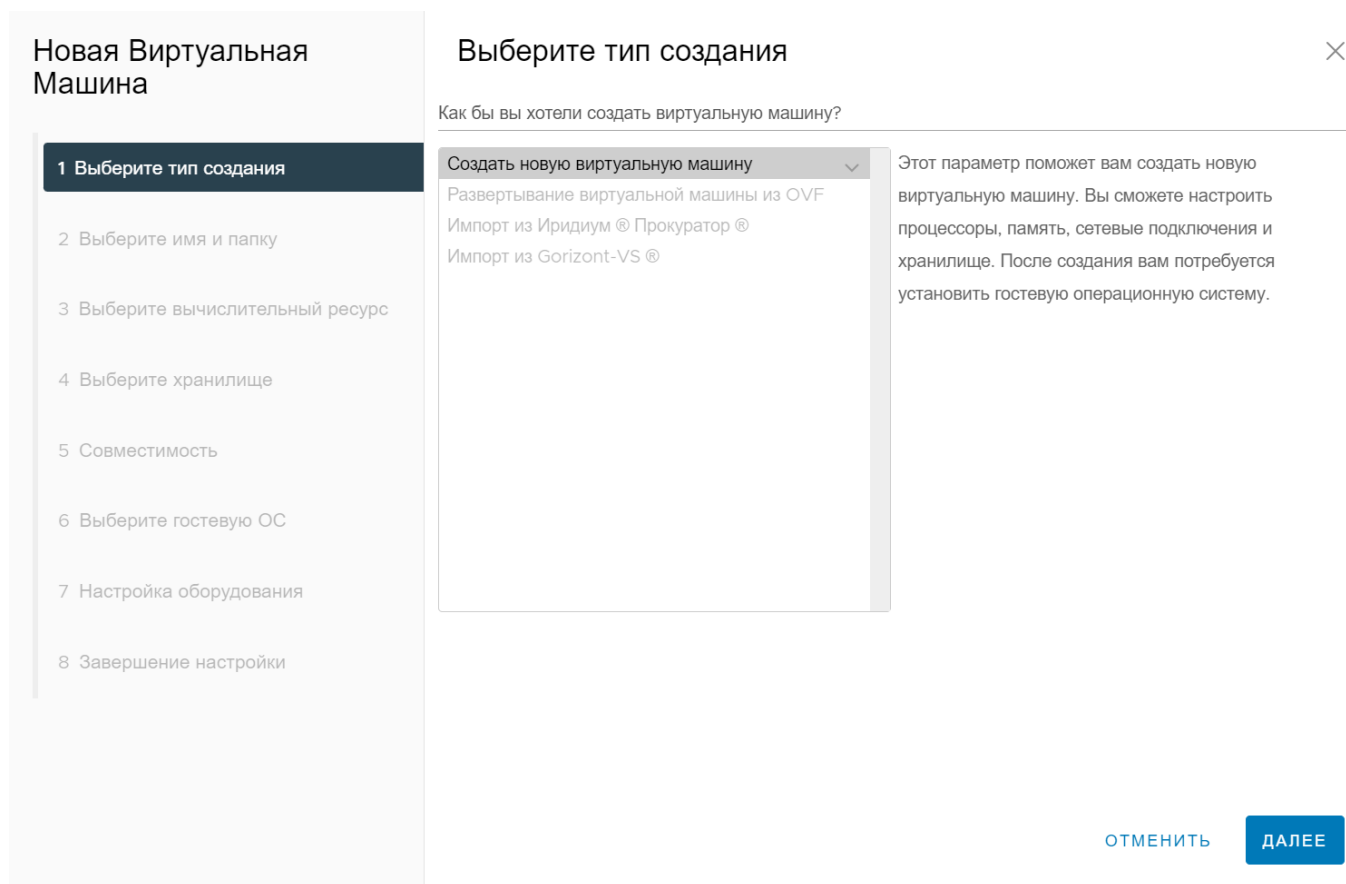 Новая Виртуальная
Машина
1 Выберите тип создания
2 Выберите имя и папку
3 Выберите вычислительный ресурс
4 Выберите хранилище
5 Совместимость
6 Выберите гостевую ОС
7 Настройка оборудования
8 Завершение настройки
Выберите тип создания
Как бы вы хотели создать виртуальную машину?
Создать новую виртуальную машину
Развертывание виртуальной машины из OVF
Импорт из Иридиум ® Прокуратор ®
Импорт из Gorizont-VS ®
Этот параметр поможет вам создать новую
виртуальную машину. Вы сможете настроить
процессоры, память, сетевые подключения и
хранилище. После создания вам потребуется
установить гостевую операционную систему.
ОТМЕНИТЬ
ДАЛЕЕ